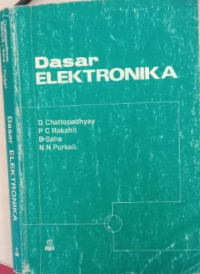 Dasar
ELEKTRONIKA
D Chattopadhyay
P C Rakshit
B Saha
N N Purkait
Dasar ELEKTRONIKA